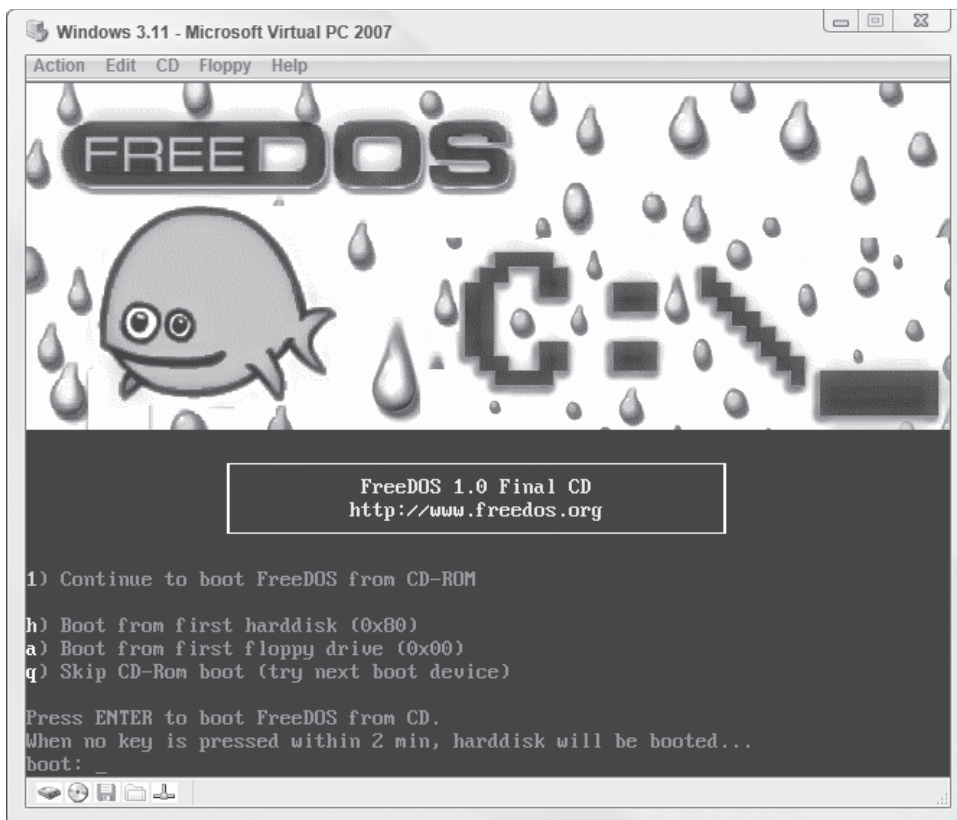 Windows 3.11 - Microsoft Virtual PC 2007
Action Edit CD Floppy Help
FREEDOS
C:\_
FreeDOS 1.0 Final CD
http://www.freedos.org
1) Continue to boot FreeDOS from CD-ROM
h) Boot from first harddisk (0x80)
a) Boot from first floppy drive (0x00)
q) Skip CD-Rom boot (try next boot device)
Press ENTER to boot FreeDOS from CD.
When no key is pressed within 2 min, harddisk will be booted...
boot: _